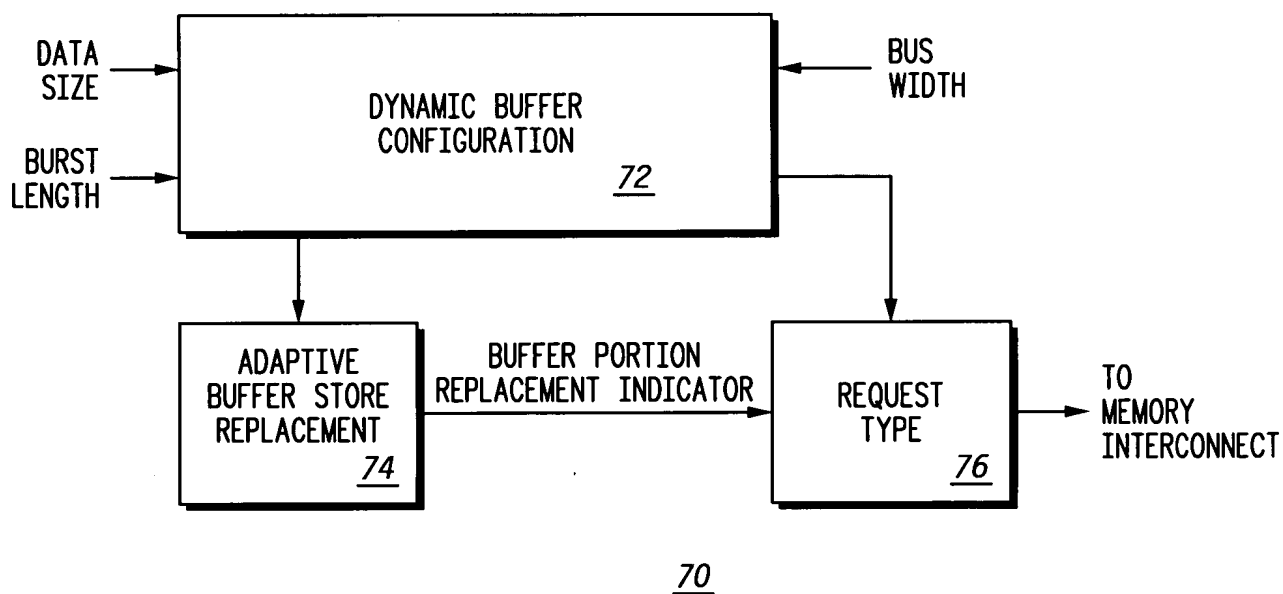 DATA
SIZE
BURST
LENGTH
DYNAMIC BUFFER
CONFIGURATION
72
BUS
WIDTH
ADAPTIVE
BUFFER STORE
REPLACEMENT
74
BUFFER PORTION
REPLACEMENT INDICATOR
REQUEST
TYPE
76
TO
MEMORY
INTERCONNECT
70